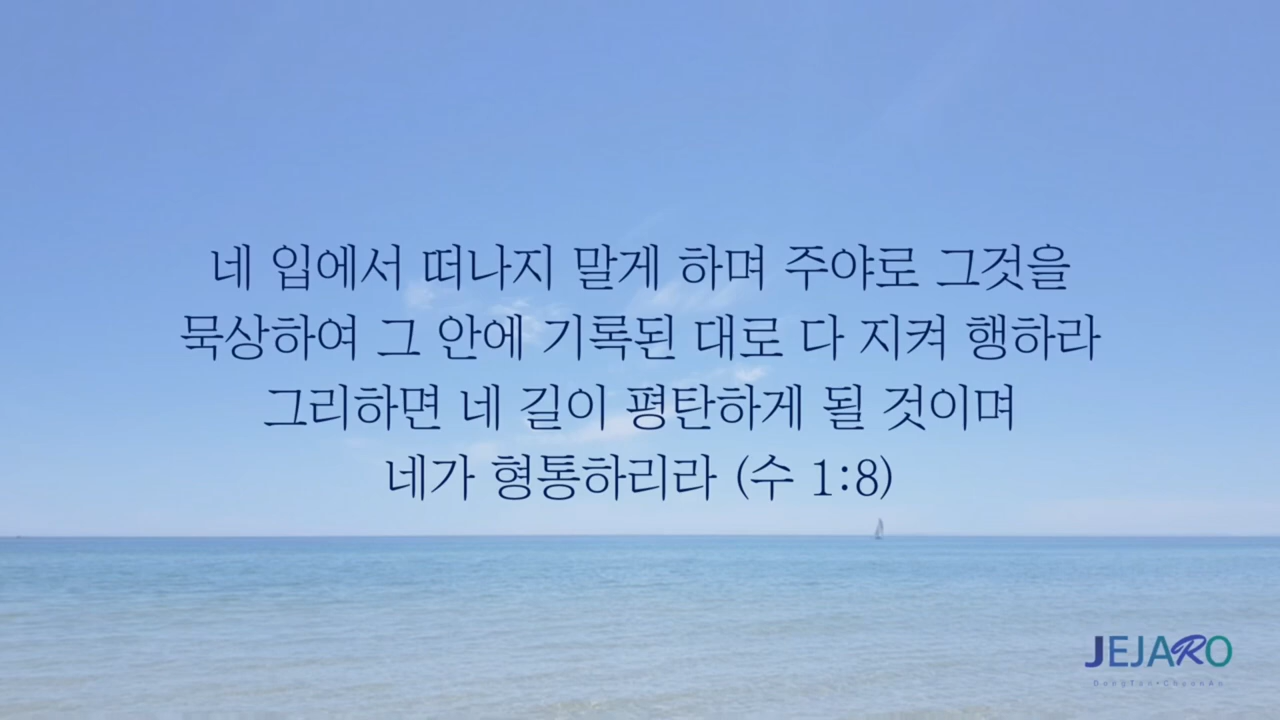 네 입에서 떠나지 말게 하며 주야로 그것을
묵상하여 그 안에 기록된 대로 다 지켜 행하라
그리하면 네 길이 평탄하게 될 것이며
네가 형통하리라 (수 1:8)
JEJARO
DongTan•CheonAn